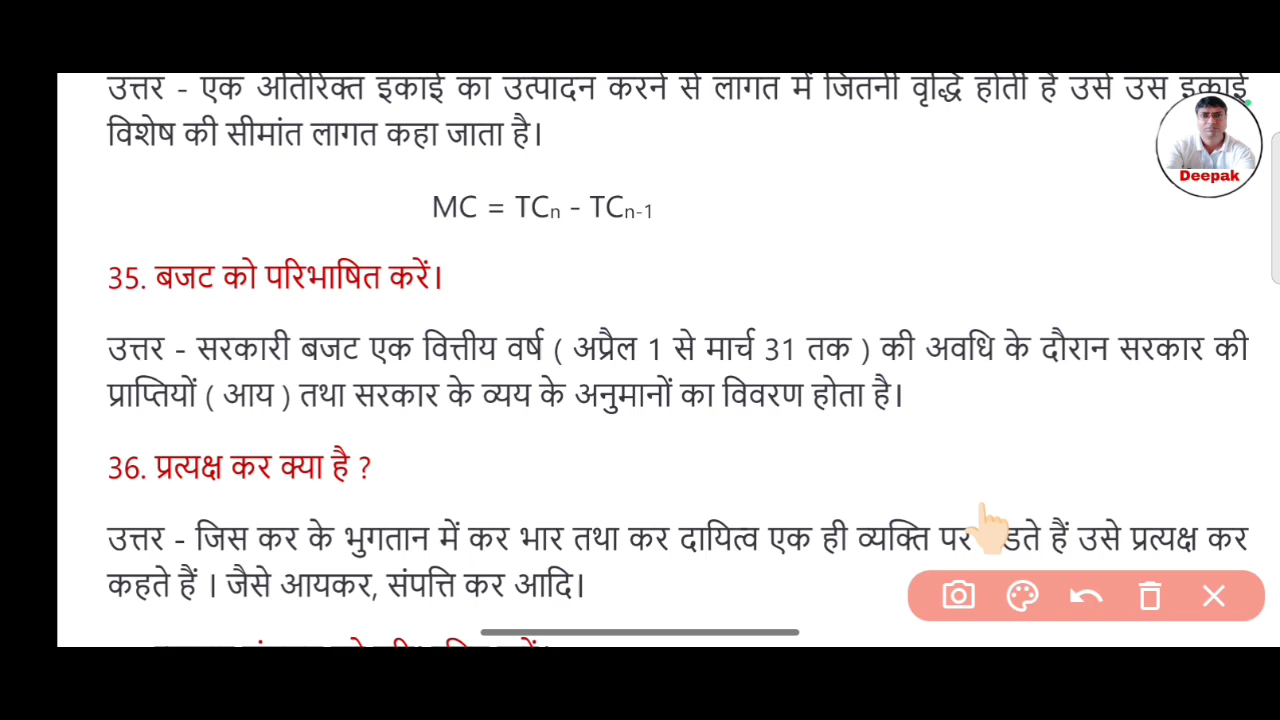 उत्तर - एक अतिरिक्त इकाई का उत्पादन करने से लागत में जितनी वृद्धि होती है उसे उस इकाई
विशेष की सीमांत लागत कहा जाता है।
Deepak
MC = TCn - TCn-1
35. बजट को परिभाषित करें।
उत्तर - सरकारी बजट एक वित्तीय वर्ष ( अप्रैल 1 से मार्च 31 तक ) की अवधि के दौरान सरकार की
प्राप्तियों ( आय ) तथा सरकार के व्यय के अनुमानों का विवरण होता है।
36. प्रत्यक्ष कर क्या है ?
उत्तर - जिस कर के भुगतान में कर भार तथा कर दायित्व एक ही व्यक्ति पर हैं उसे प्रत्यक्ष कर
कहते हैं । जैसे आयकर, संपत्ति कर आदि।